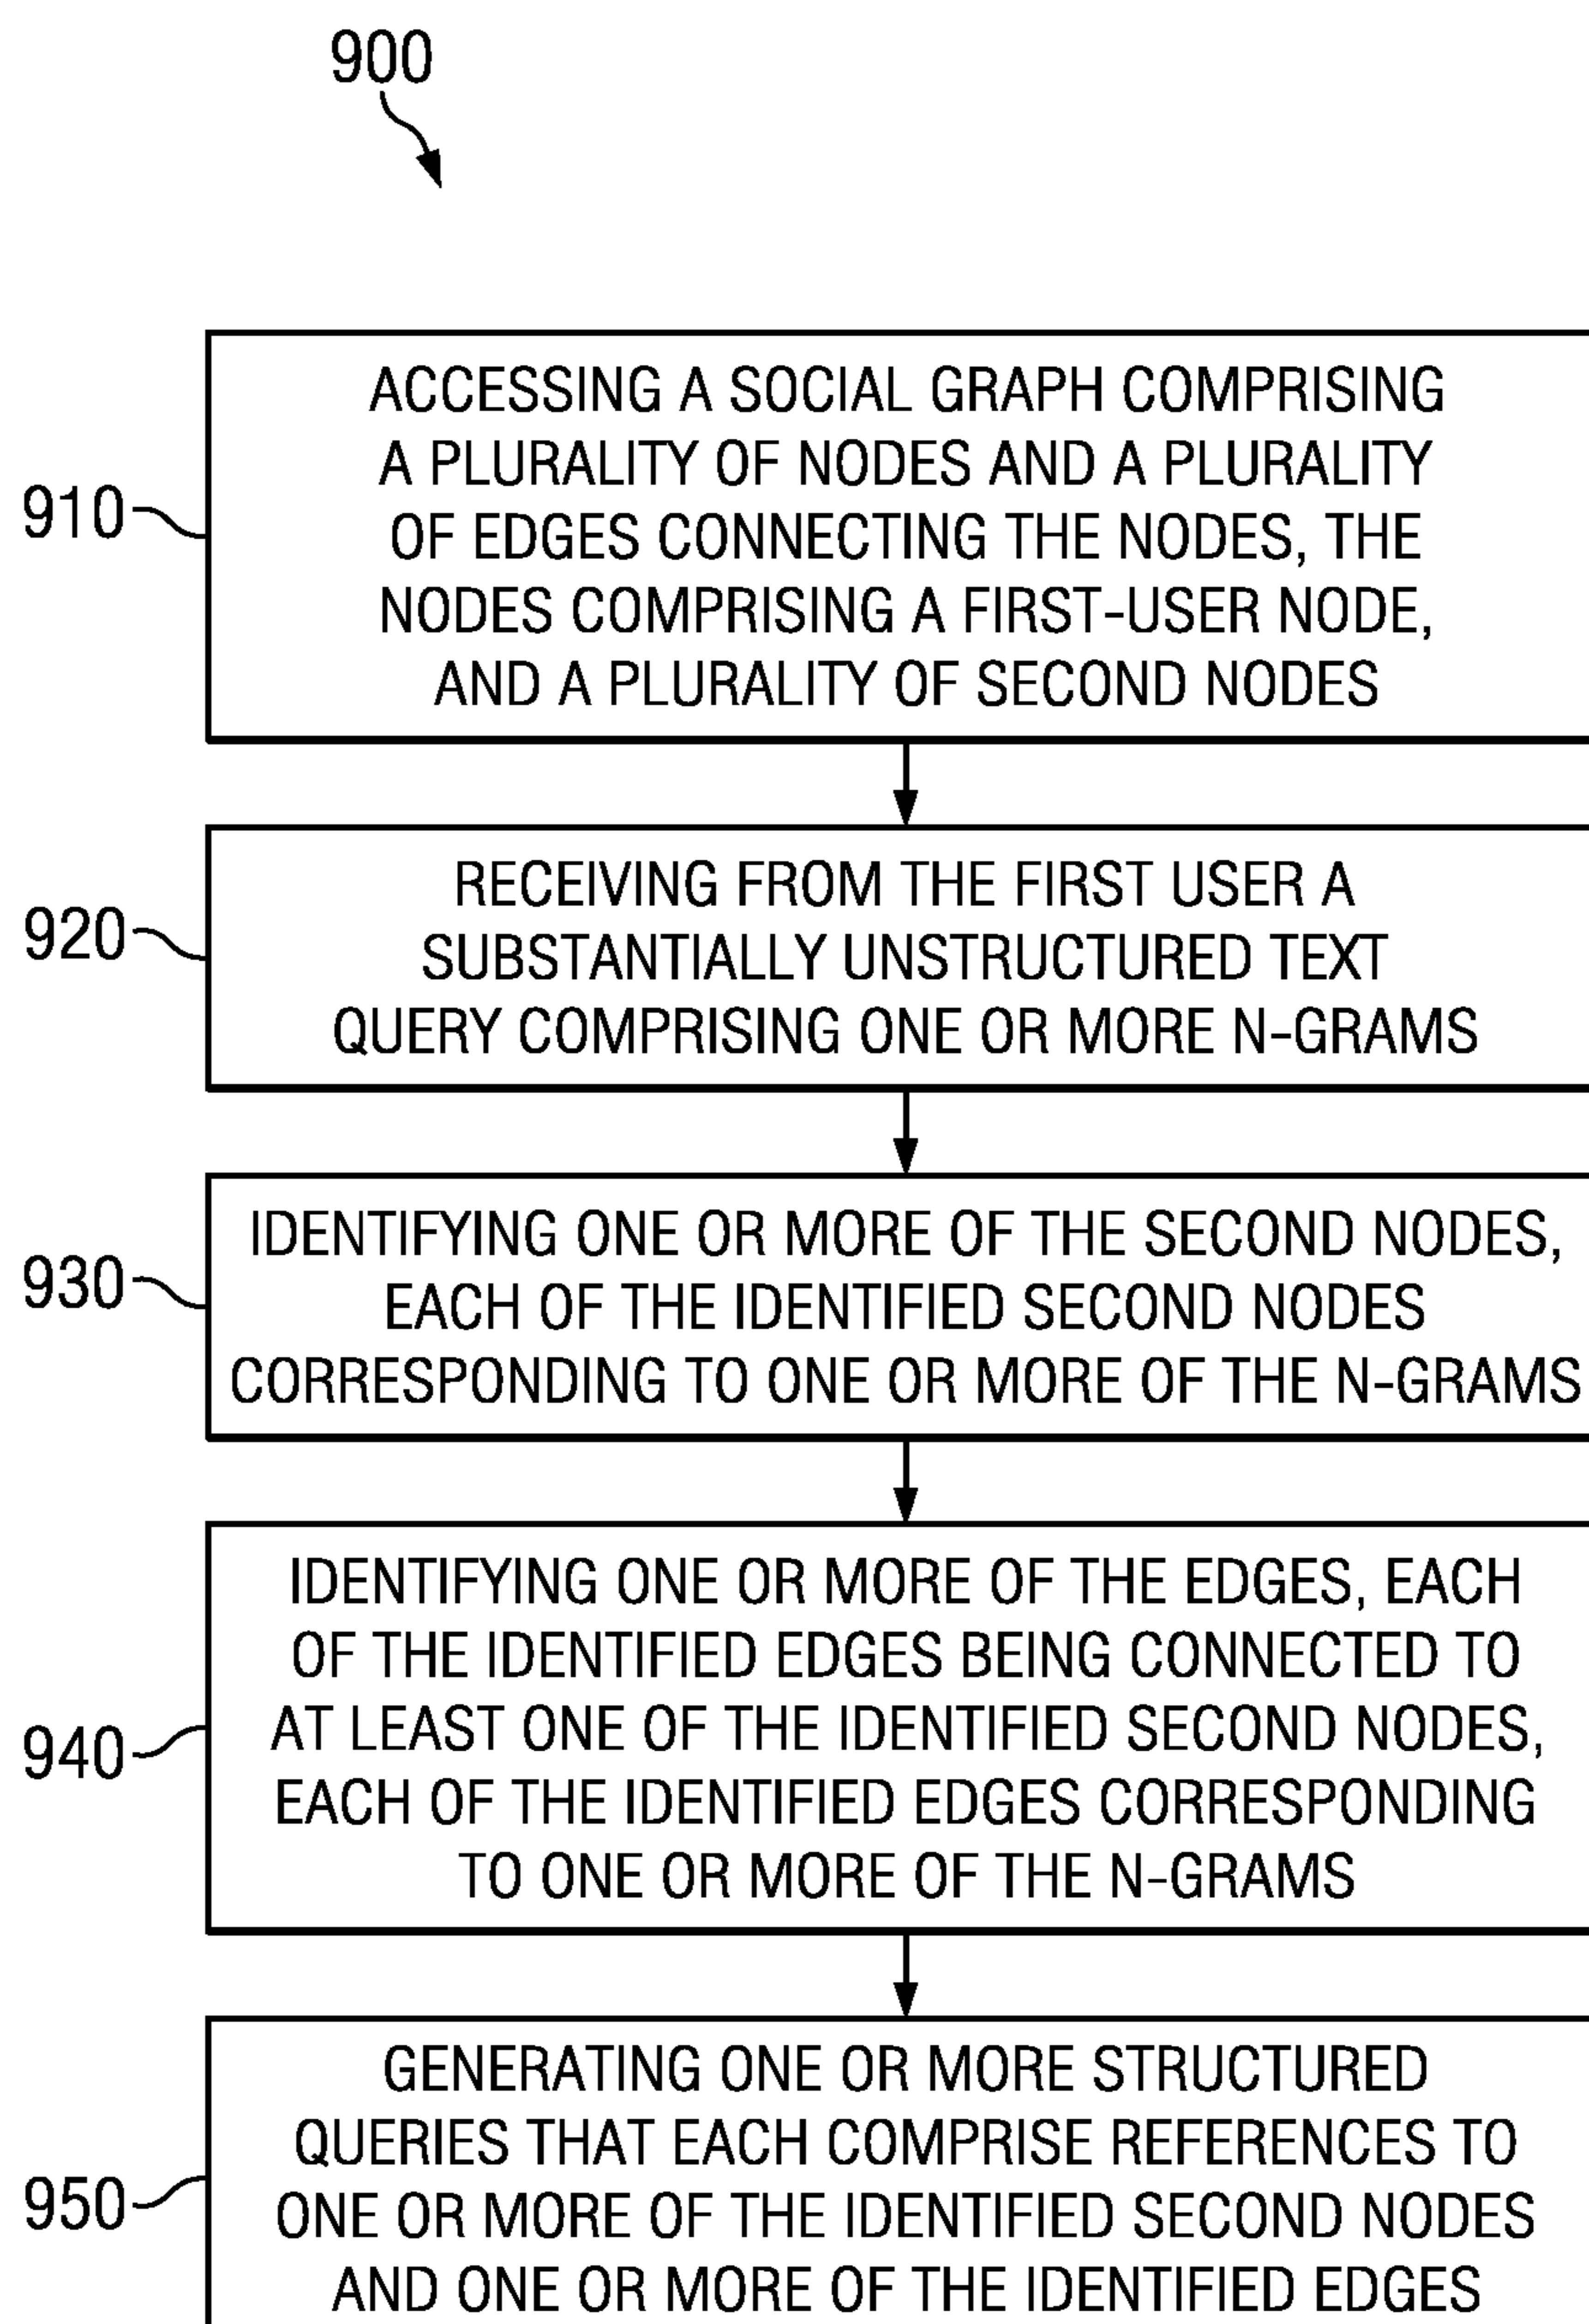 900
910
ACCESSING A SOCIAL GRAPH COMPRISING
A PLURALITY OF NODES AND A PLURALITY
OF EDGES CONNECTING THE NODES, THE
NODES COMPRISING A FIRST-USER NODE,
AND A PLURALITY OF SECOND NODES
920
RECEIVING FROM THE FIRST USER A
SUBSTANTIALLY UNSTRUCTURED TEXT
QUERY COMPRISING ONE OR MORE N-GRAMS
930
IDENTIFYING ONE OR MORE OF THE SECOND NODES,
EACH OF THE IDENTIFIED SECOND NODES
CORRESPONDING TO ONE OR MORE OF THE N-GRAMS
940
IDENTIFYING ONE OR MORE OF THE EDGES, EACH
OF THE IDENTIFIED EDGES BEING CONNECTED TO
AT LEAST ONE OF THE IDENTIFIED SECOND NODES,
EACH OF THE IDENTIFIED EDGES CORRESPONDING
TO ONE OR MORE OF THE N-GRAMS
950
GENERATING ONE OR MORE STRUCTURED
QUERIES THAT EACH COMPRISE REFERENCES TO
ONE OR MORE OF THE IDENTIFIED SECOND NODES
AND ONE OR MORE OF THE IDENTIFIED EDGES